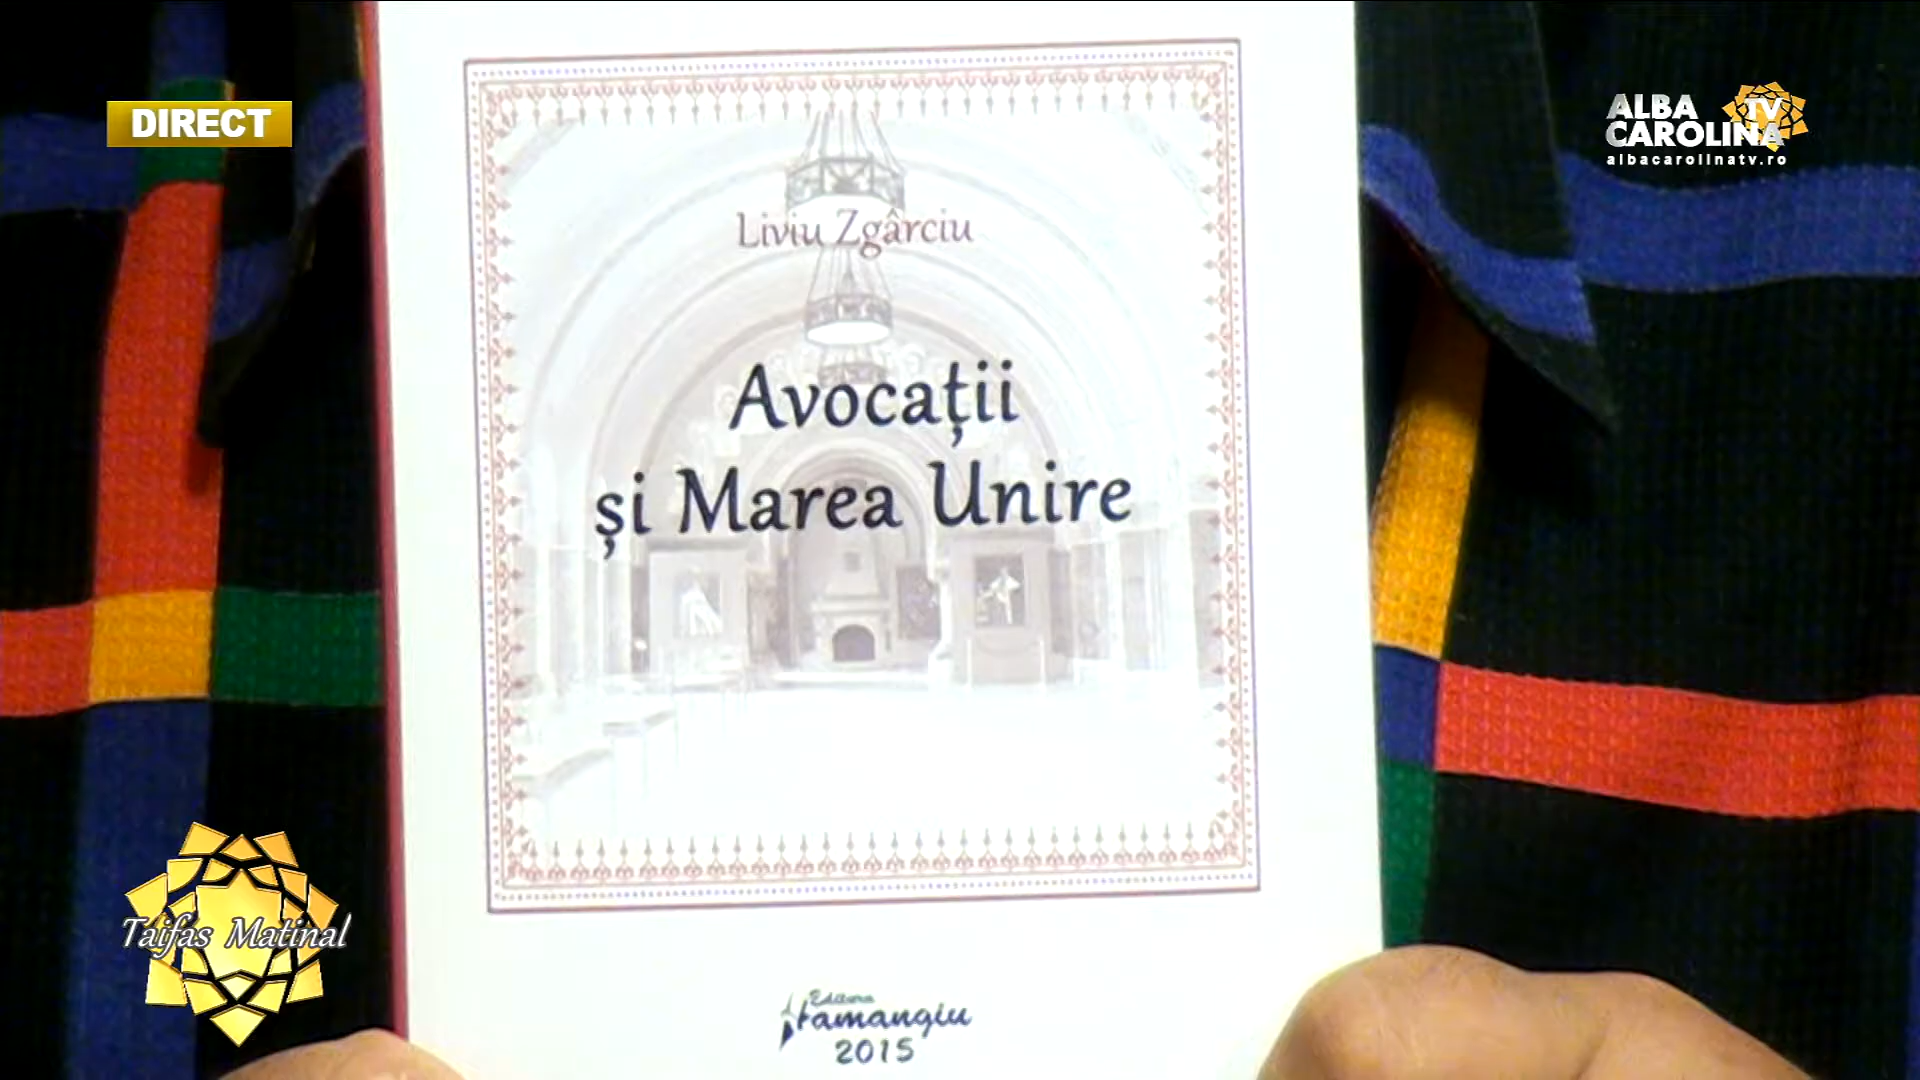 DIRECT
ALBA TV
CAROLINA
albacarolinatv.ro
Liviu Zgârciu
Avocații
și Marea Unire
Taifas Matinal
Editura
Hamangiu
2015